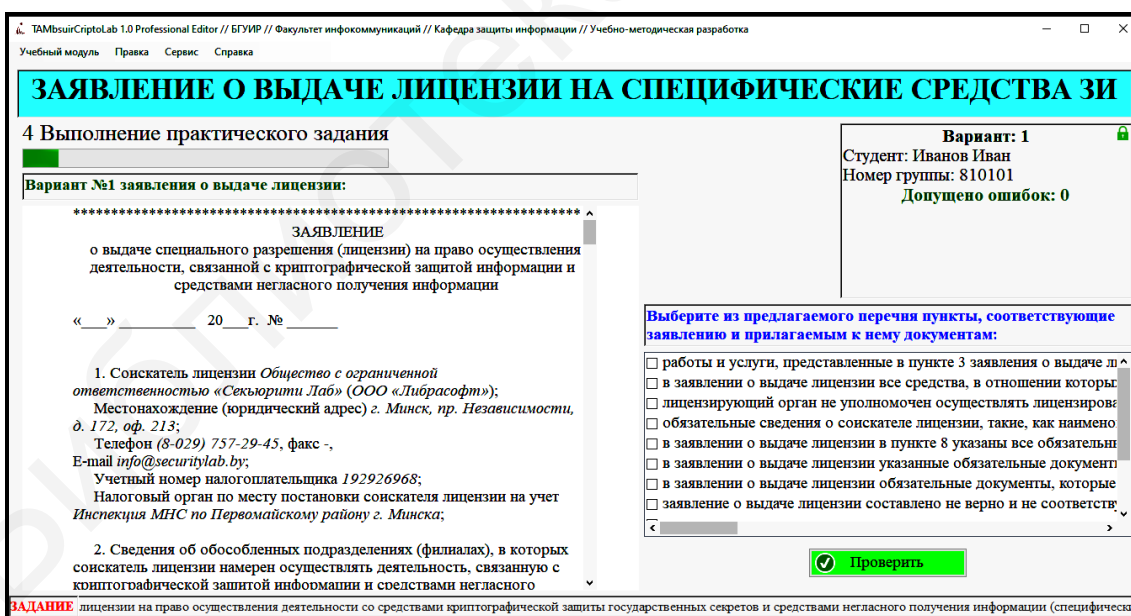 TAMbsuirCriptoLab 1.0 Professional Editor // БГУИР // Факультет инфокоммуникаций // Кафедра защиты информации // Учебно-методическая разработка
Учебный модуль Правка Сервис Справка
ЗАЯВЛЕНИЕ О ВЫДАЧЕ ЛИЦЕНЗИИ НА СПЕЦИФИЧЕСКИЕ СРЕДСТВА ЗИ
4 Выполнение практического задания
Вариант №1 заявления о выдаче лицензии:
********************************************************************
ЗАЯВЛЕНИЕ
о выдаче специального разрешения (лицензии) на право осуществления
деятельности, связанной с криптографической защитой информации и
средствами негласного получения информации
«___» __________ 20___г. № _______
1. Соискатель лицензии Общество с ограниченной
ответственностью «Секьюрити Лаб» (ООО «Либрасофт»);
Местонахождение (юридический адрес) г. Минск, пр. Независимости,
д. 172, оф. 213;
Телефон (8-029) 757-29-45, факс -,
E-mail info@securitylab.by;
Учетный номер налогоплательщика 192926968;
Налоговый орган по месту постановки соискателя лицензии на учет
Инспекция МНС по Первомайскому району г. Минска;
2. Сведения об обособленных подразделениях (филиалах), в которых
соискатель лицензии намерен осуществлять деятельность, связанную с
криптографической защитой информации и средствами негласного
Вариант: 1
Студент: Иванов Иван
Номер группы: 810101
Допущено ошибок: 0
Выберите из предлагаемого перечня пункты, соответствующие
заявлению и прилагаемым к нему документам:
работы и услуги, представленные в пункте 3 заявления о выдаче
в заявлении о выдаче лицензии все средства, в отношении
лицензирующий орган не уполномочен осуществлять
обязательные сведения о соискателе лицензии, такие, как
в заявлении о выдаче лицензии в пункте 8 указаны все
в заявлении о выдаче лицензии указанные обязательные
в заявлении о выдаче лицензии обязательные документы, которые
заявление о выдаче лицензии составлено не верно и не
Проверить
ЗАДАНИЕ лицензии на право осуществления деятельности со средствами криптографической защиты государственных секретов и средствами негласного получения информации